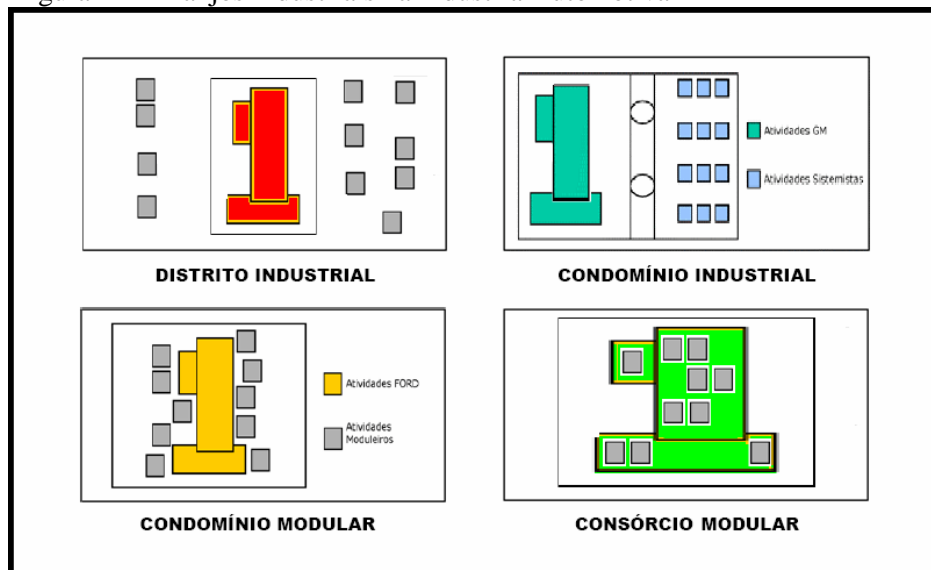 Atividades GM
Atividades Sistemistas
DISTRITO INDUSTRIAL
CONDOMÍNIO INDUSTRIAL
Atividades FORD
Atividades
Moduleiros
CONDOMÍNIO MODULAR
CONSÓRCIO MODULAR